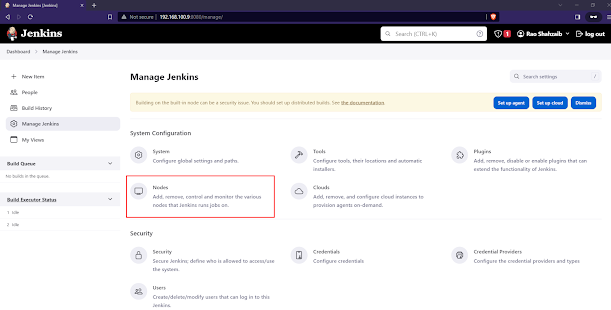 Manage Jenkins [Jenkins]
Not secure 192.168.100.9:8080/manage/
Jenkins
Search (CTRL+K)
1
Rao Shahzaib
log out
Dashboard > Manage Jenkins
New Item
People
Build History
Manage Jenkins
My Views
Build Queue
No builds in the queue.
Build Executor Status
1 Idle
2 Idle
Manage Jenkins
Search settings /
Building on the built-in node can be a security issue. You should set up distributed builds. See the documentation.
Set up agent
Set up cloud
Dismiss
System Configuration
System
Configure global settings and paths.
Tools
Configure tools, their locations and automatic
installers.
Plugins
Add, remove, disable or enable plugins that can
extend the functionality of Jenkins.
Nodes
Add, remove, control and monitor the various
nodes that Jenkins runs jobs on.
Clouds
Add, remove, and configure cloud instances to
provision agents on-demand.
Security
Security
Secure Jenkins; define who is allowed to access/use
the system.
Credentials
Configure credentials
Credential Providers
Configure the credential providers and types
Users
Create/delete/modify users that can log in to this
Jenkins.